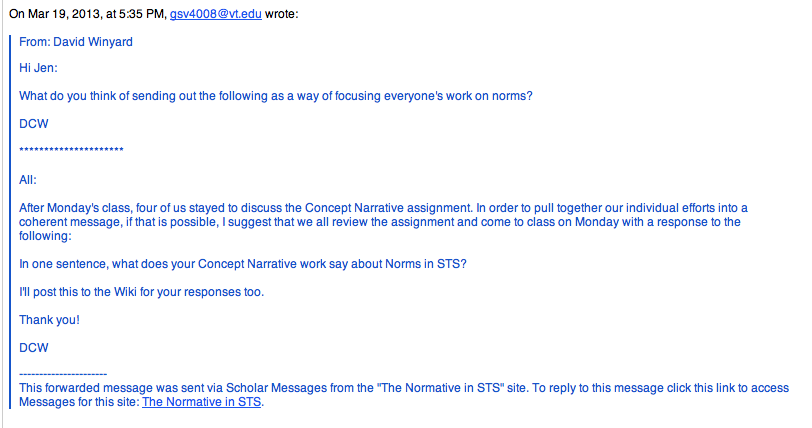 On Mar 19, 2013, at 5:35 PM, gsv4008@vt.edu wrote:
From: David Winyard
Hi Jen:
What do you think of sending out the following as a way of focusing everyone's work on norms?
DCW
*********************
All:
After Monday's class, four of us stayed to discuss the Concept Narrative assignment. In order to pull together our individual efforts into a
coherent message, if that is possible, I suggest that we all review the assignment and come to class on Monday with a response to the
following:
In one sentence, what does your Concept Narrative work say about Norms in STS?
I'll post this to the Wiki for your responses too.
Thank you!
DCW
----------------------
This forwarded message was sent via Scholar Messages from the "The Normative in STS" site. To reply to this message click this link to access
Messages for this site: The Normative in STS.